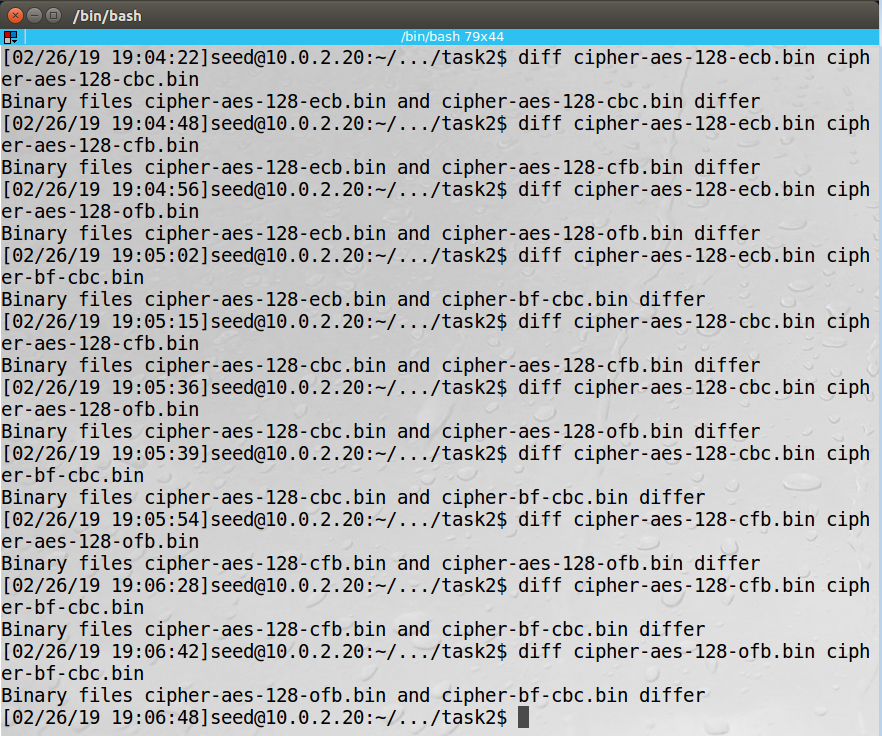 /bin/bash
/bin/bash 79x44
[02/26/19 19:04:22]seed@10.0.2.20:~/.../task2$ diff cipher-aes-128-ecb.bin ciph
er-aes-128-cbc.bin
Binary files cipher-aes-128-ecb.bin and cipher-aes-128-cbc.bin differ
[02/26/19 19:04:48]seed@10.0.2.20:~/.../task2$ diff cipher-aes-128-ecb.bin ciph
er-aes-128-cfb.bin
Binary files cipher-aes-128-ecb.bin and cipher-aes-128-cfb.bin differ
[02/26/19 19:04:56]seed@10.0.2.20:~/.../task2$ diff cipher-aes-128-ecb.bin ciph
er-aes-128-ofb.bin
Binary files cipher-aes-128-ecb.bin and cipher-aes-128-ofb.bin differ
[02/26/19 19:05:02]seed@10.0.2.20:~/.../task2$ diff cipher-aes-128-ecb.bin ciph
er-bf-cbc.bin
Binary files cipher-aes-128-ecb.bin and cipher-bf-cbc.bin differ
[02/26/19 19:05:15]seed@10.0.2.20:~/.../task2$ diff cipher-aes-128-cbc.bin ciph
er-aes-128-cfb.bin
Binary files cipher-aes-128-cbc.bin and cipher-aes-128-cfb.bin differ
[02/26/19 19:05:36]seed@10.0.2.20:~/.../task2$ diff cipher-aes-128-cbc.bin ciph
er-aes-128-ofb.bin
Binary files cipher-aes-128-cbc.bin and cipher-aes-128-ofb.bin differ
[02/26/19 19:05:39]seed@10.0.2.20:~/.../task2$ diff cipher-aes-128-cbc.bin ciph
er-bf-cbc.bin
Binary files cipher-aes-128-cbc.bin and cipher-bf-cbc.bin differ
[02/26/19 19:05:54]seed@10.0.2.20:~/.../task2$ diff cipher-aes-128-cfb.bin ciph
er-aes-128-ofb.bin
Binary files cipher-aes-128-cfb.bin and cipher-aes-128-ofb.bin differ
[02/26/19 19:06:28]seed@10.0.2.20:~/.../task2$ diff cipher-aes-128-cfb.bin ciph
er-bf-cbc.bin
Binary files cipher-aes-128-cfb.bin and cipher-bf-cbc.bin differ
[02/26/19 19:06:42]seed@10.0.2.20:~/.../task2$ diff cipher-aes-128-ofb.bin ciph
er-bf-cbc.bin
Binary files cipher-aes-128-ofb.bin and cipher-bf-cbc.bin differ
[02/26/19 19:06:48]seed@10.0.2.20:~/.../task2$